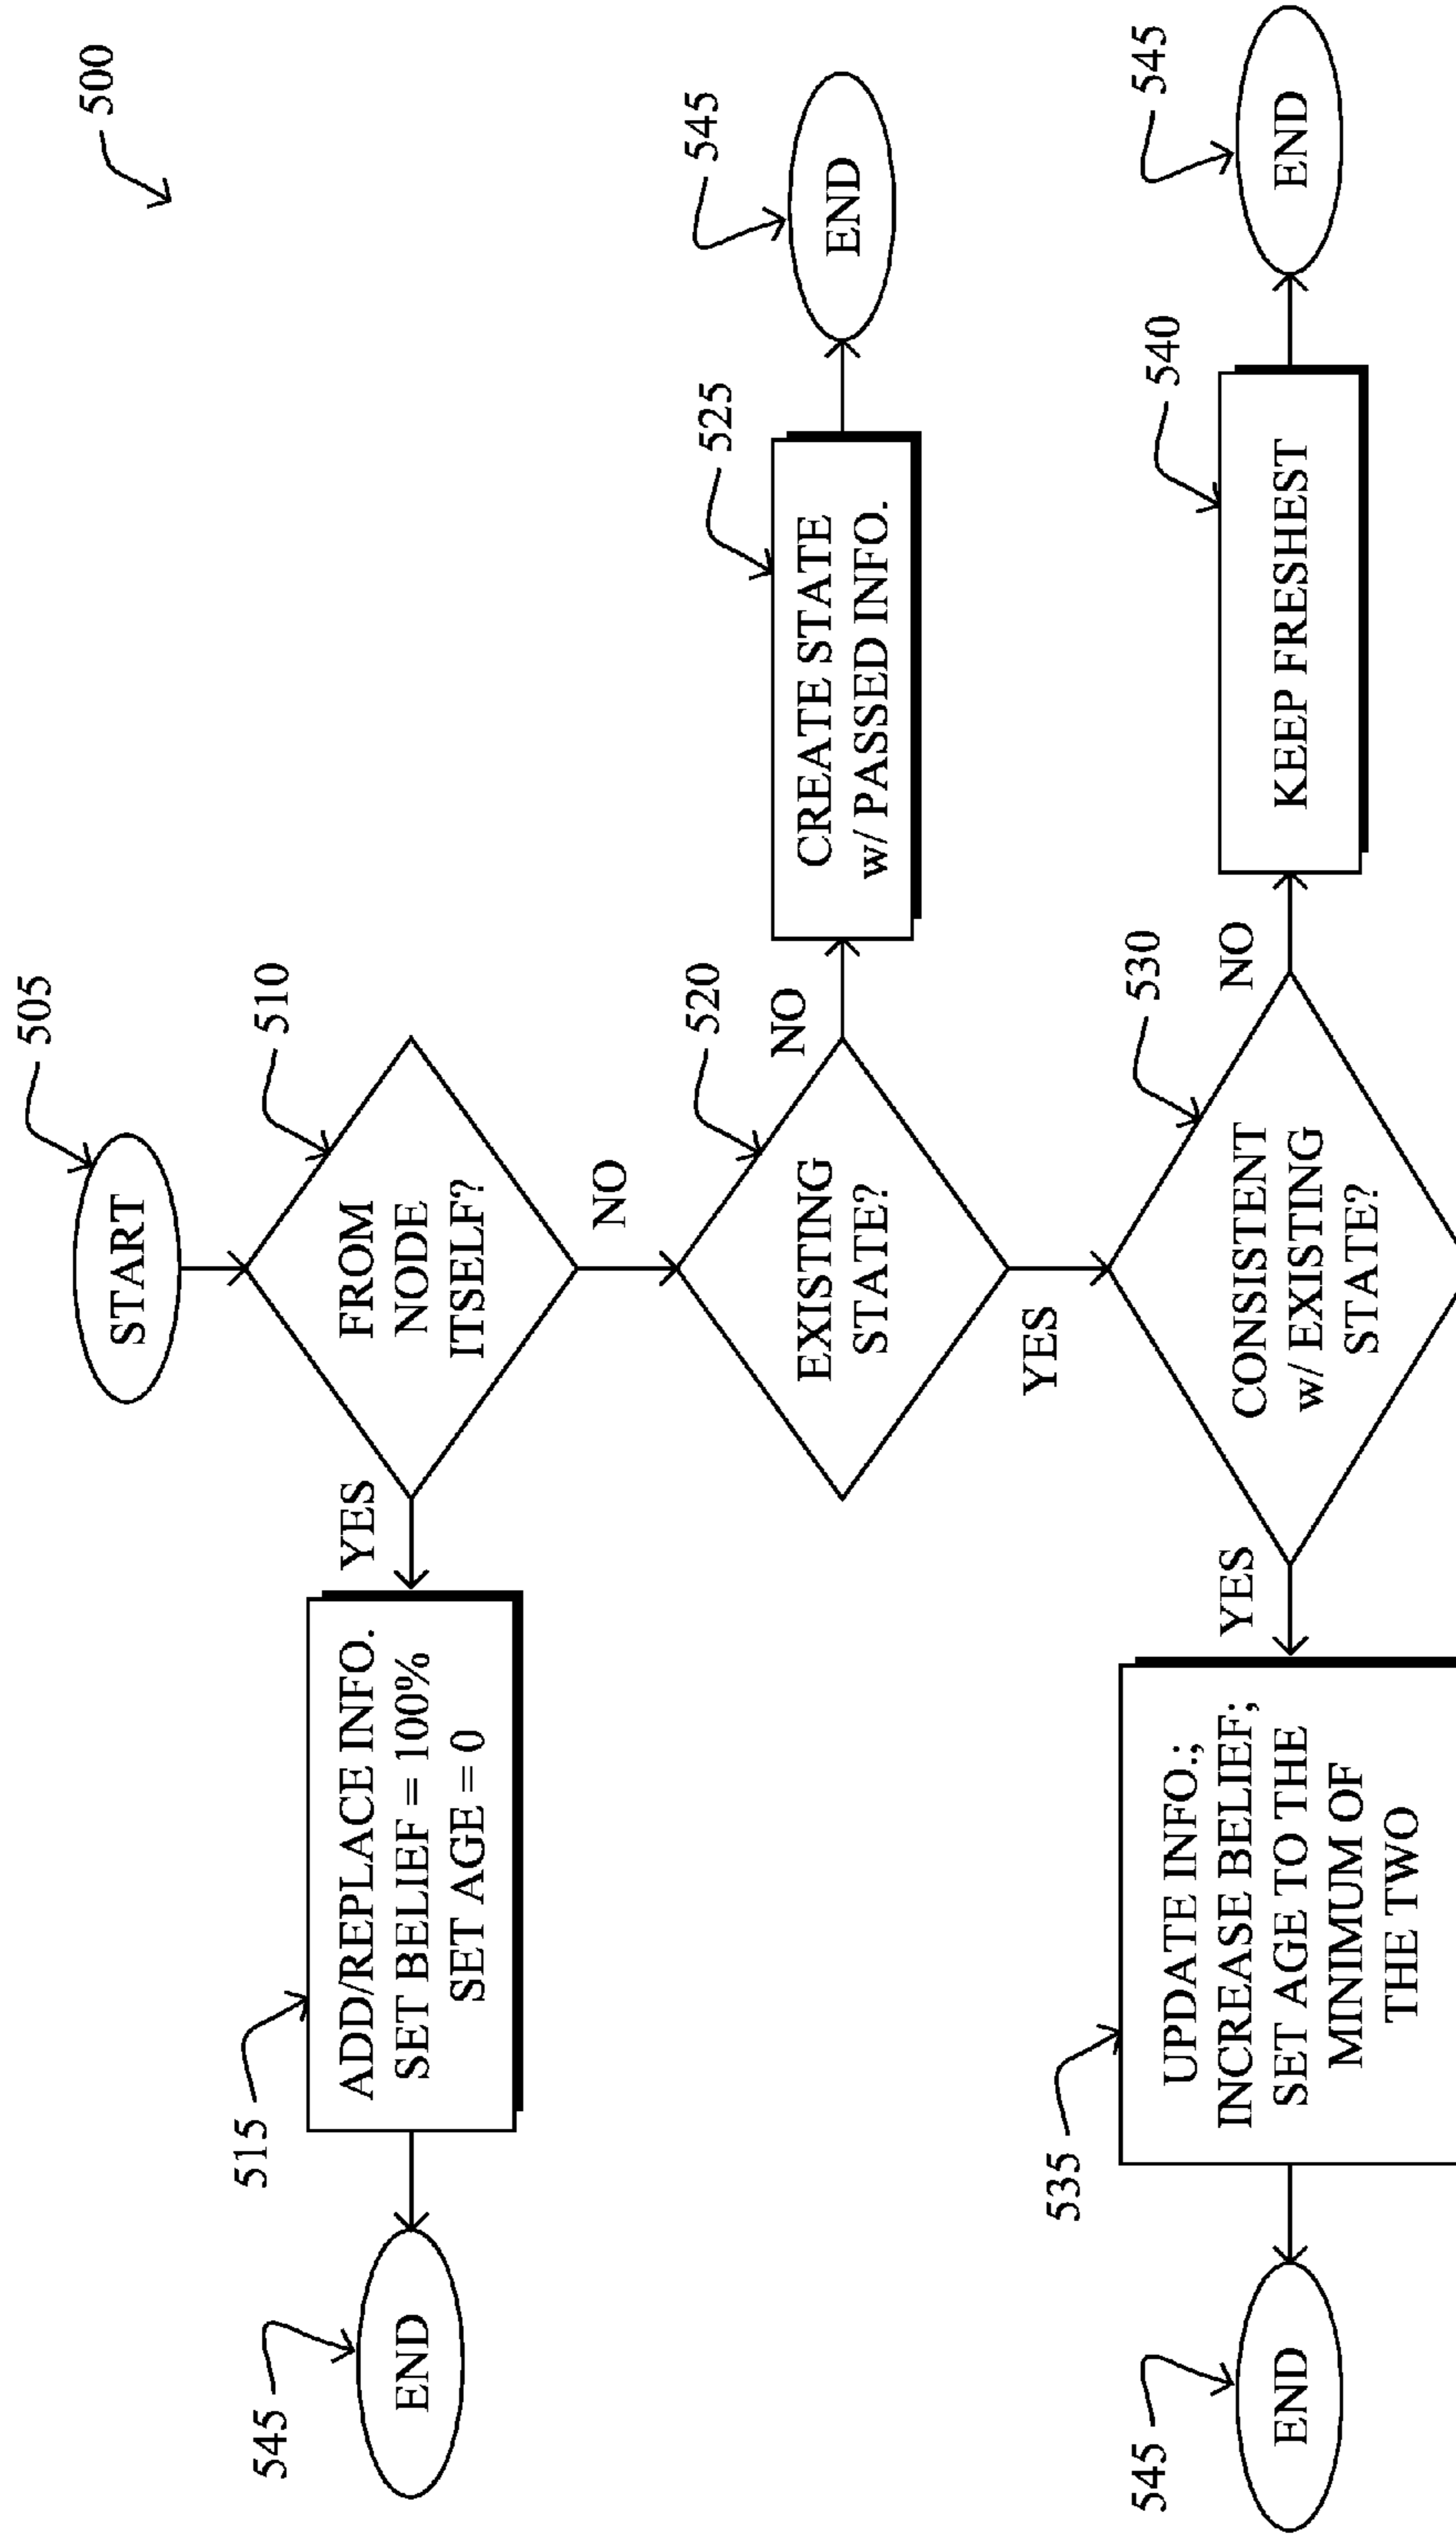 500
505
START
510
FROM
NODE
ITSELF?
YES
515
ADD/REPLACE INFO.
SET BELIEF = 100%
SET AGE = 0
545
END
NO
520
EXISTING
STATE?
NO
525
CREATE STATE
w/ PASSED INFO.
545
END
YES
530
CONSISTENT
w/ EXISTING
STATE?
YES
535
UPDATE INFO.;
INCREASE BELIEF;
SET AGE TO THE
MINIMUM OF
THE TWO
545
END
NO
540
KEEP FRESHEST
545
END